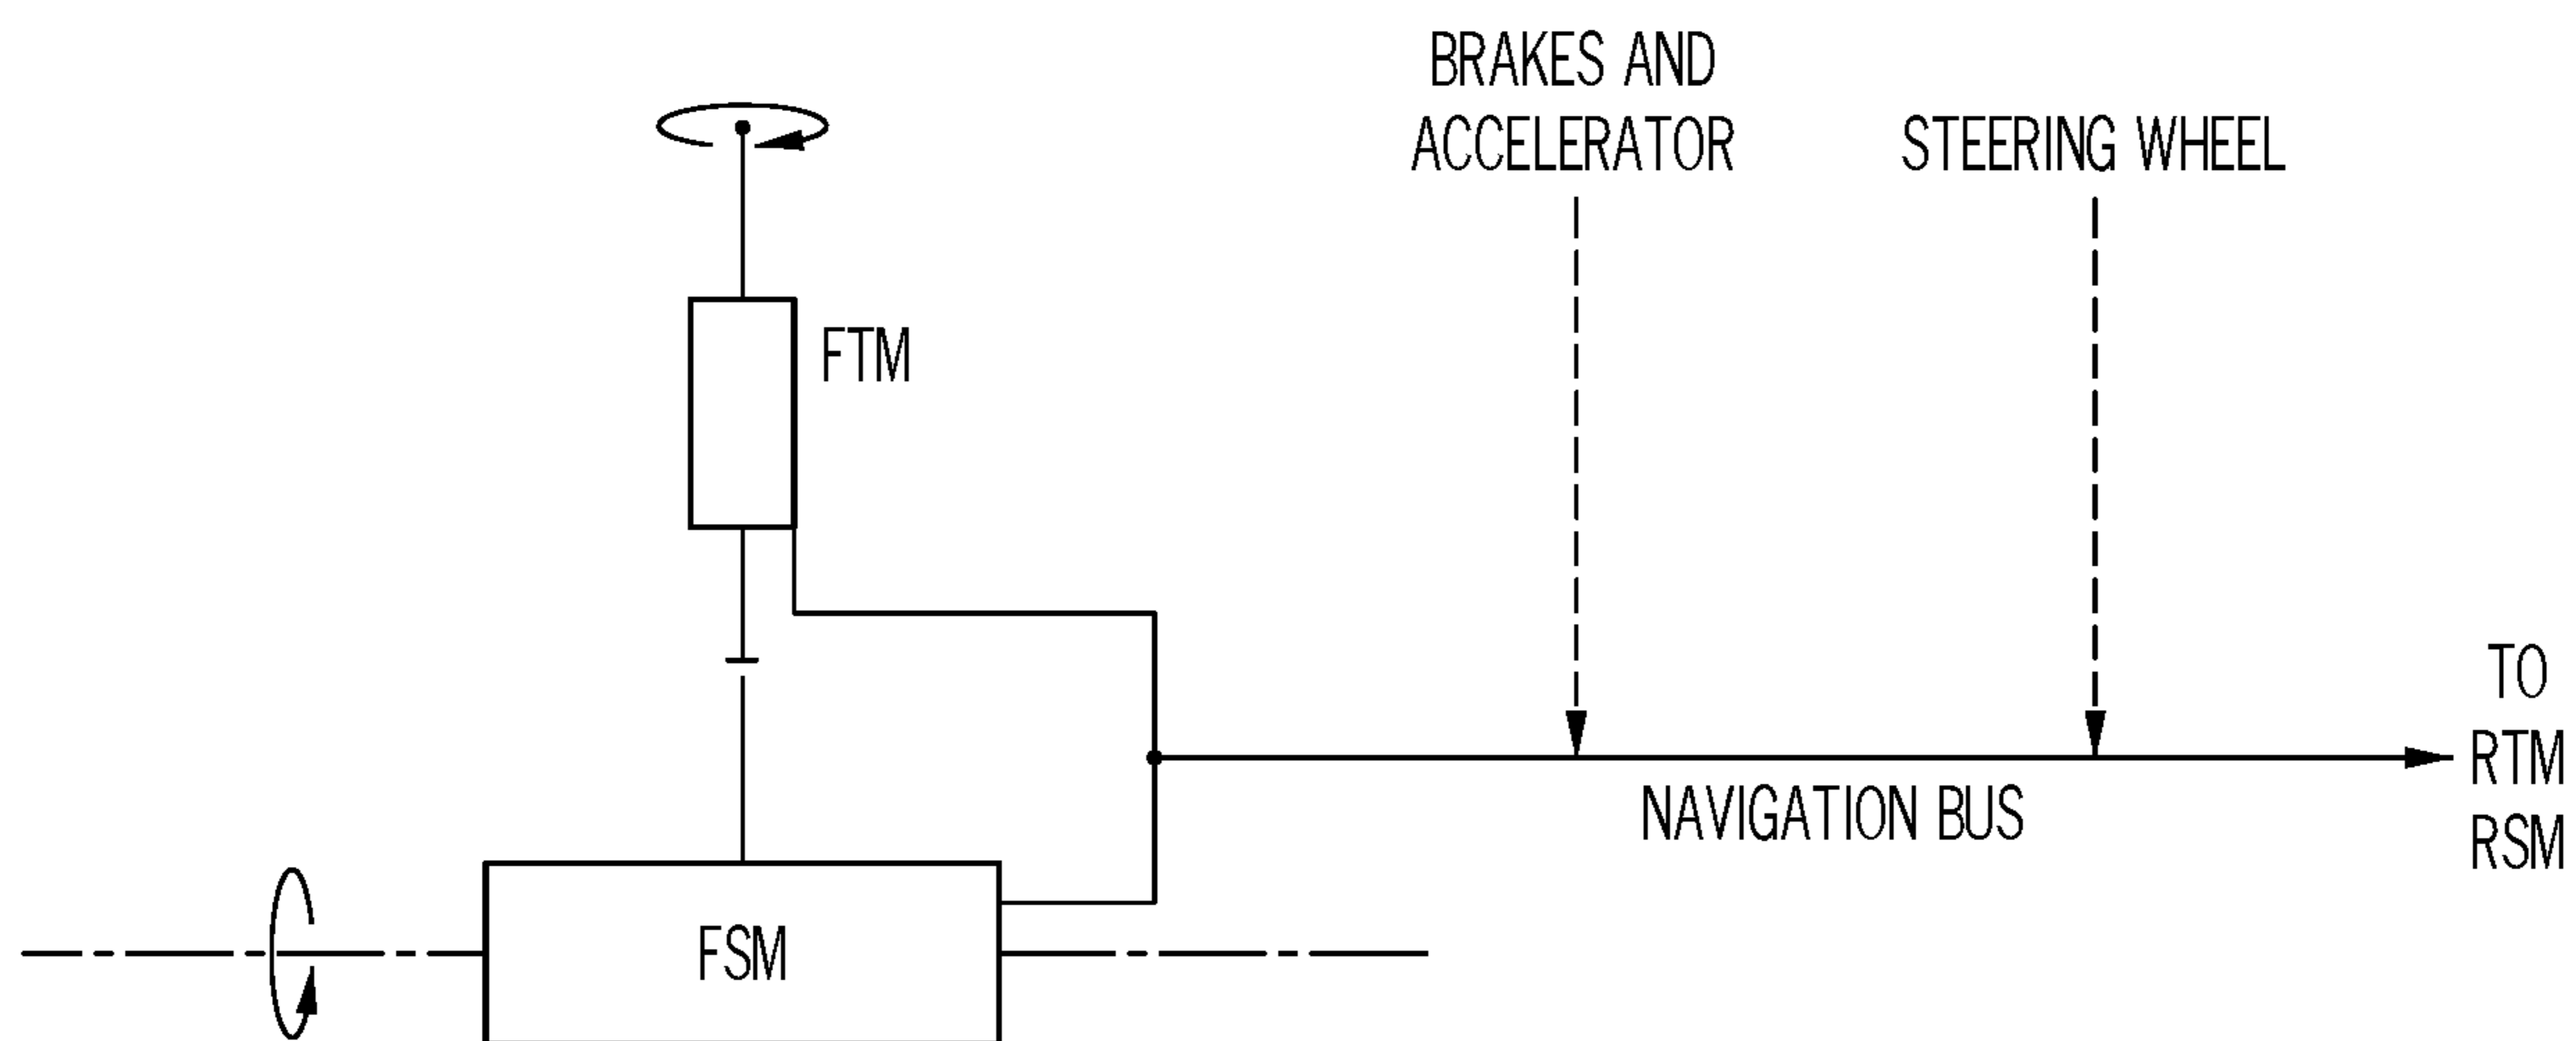 BRAKES AND
ACCELERATOR
STEERING WHEEL
FTM
TO
RTM
RSM
NAVIGATION BUS
FSM